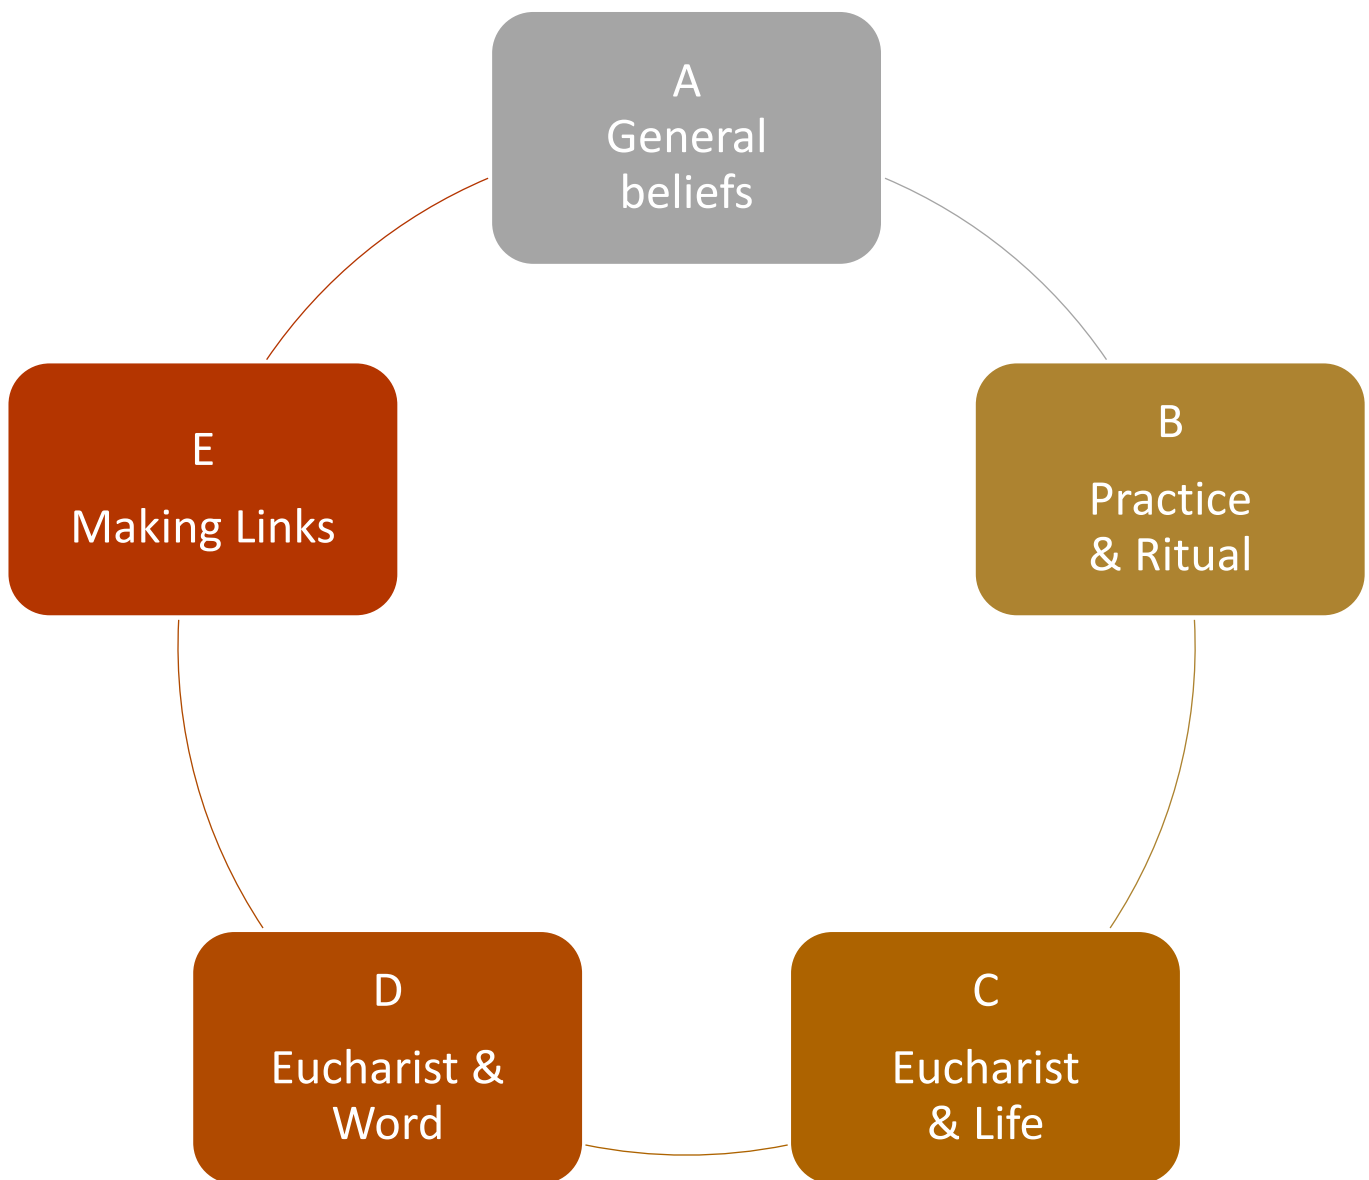 A
General
beliefs
B
Practice
& Ritual
C
Eucharist
& Life
D
Eucharist &
Word
E
Making Links